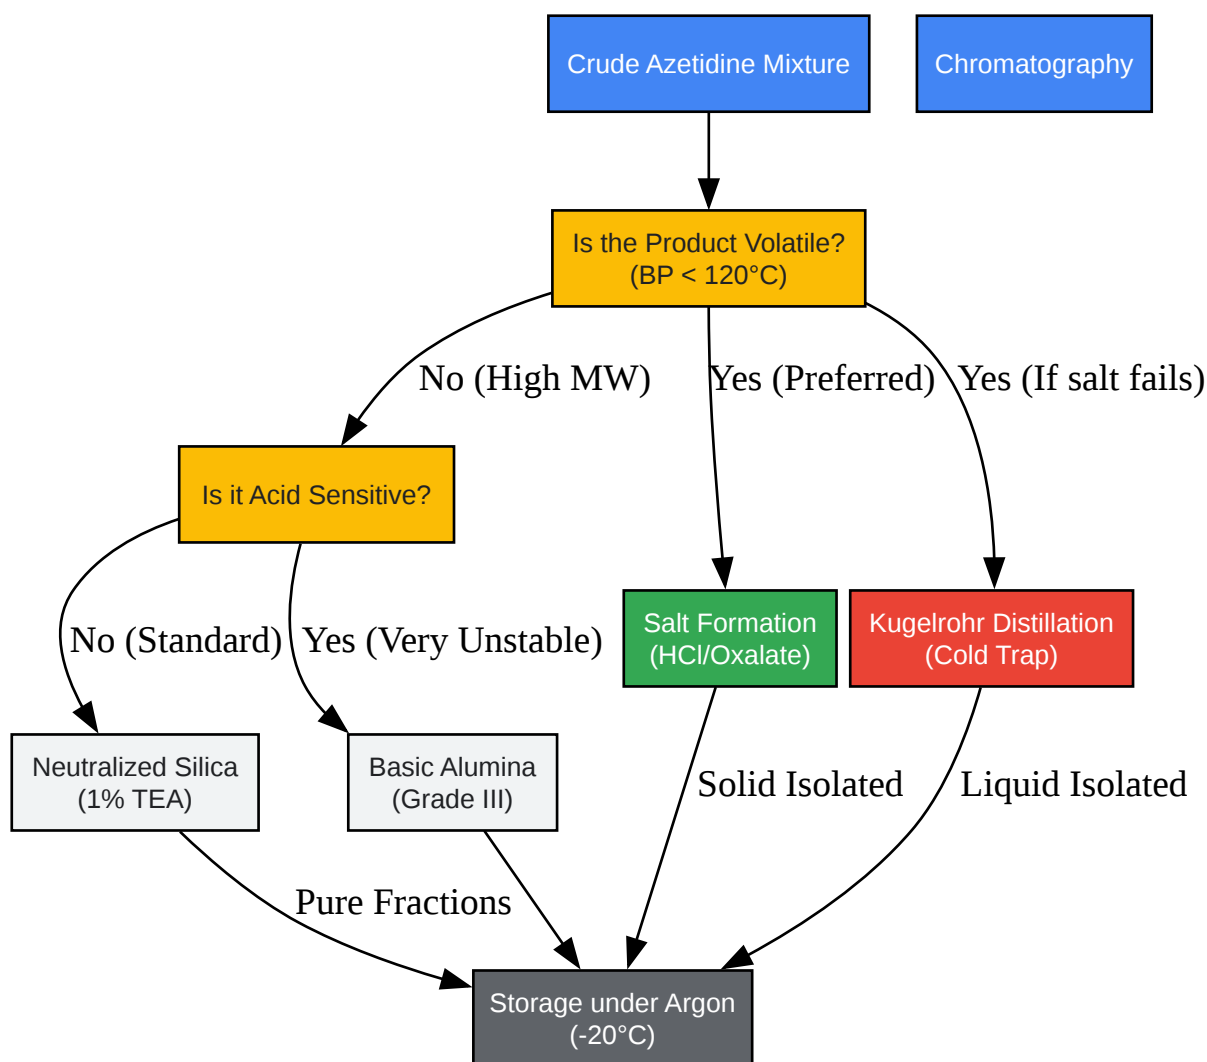 Crude Azetidine Mixture
Chromatography
Is the Product Volatile?
(BP < 120°C)
No (High MW)
Yes (Preferred)
Yes (If salt fails)
Is it Acid Sensitive?
Salt Formation
(HCl/Oxalate)
Kugelrohr Distillation
(Cold Trap)
No (Standard)
Yes (Very Unstable)
Neutralized Silica
(1% TEA)
Basic Alumina
(Grade III)
Solid Isolated
Liquid Isolated
Pure Fractions
Storage under Argon
(-20°C)